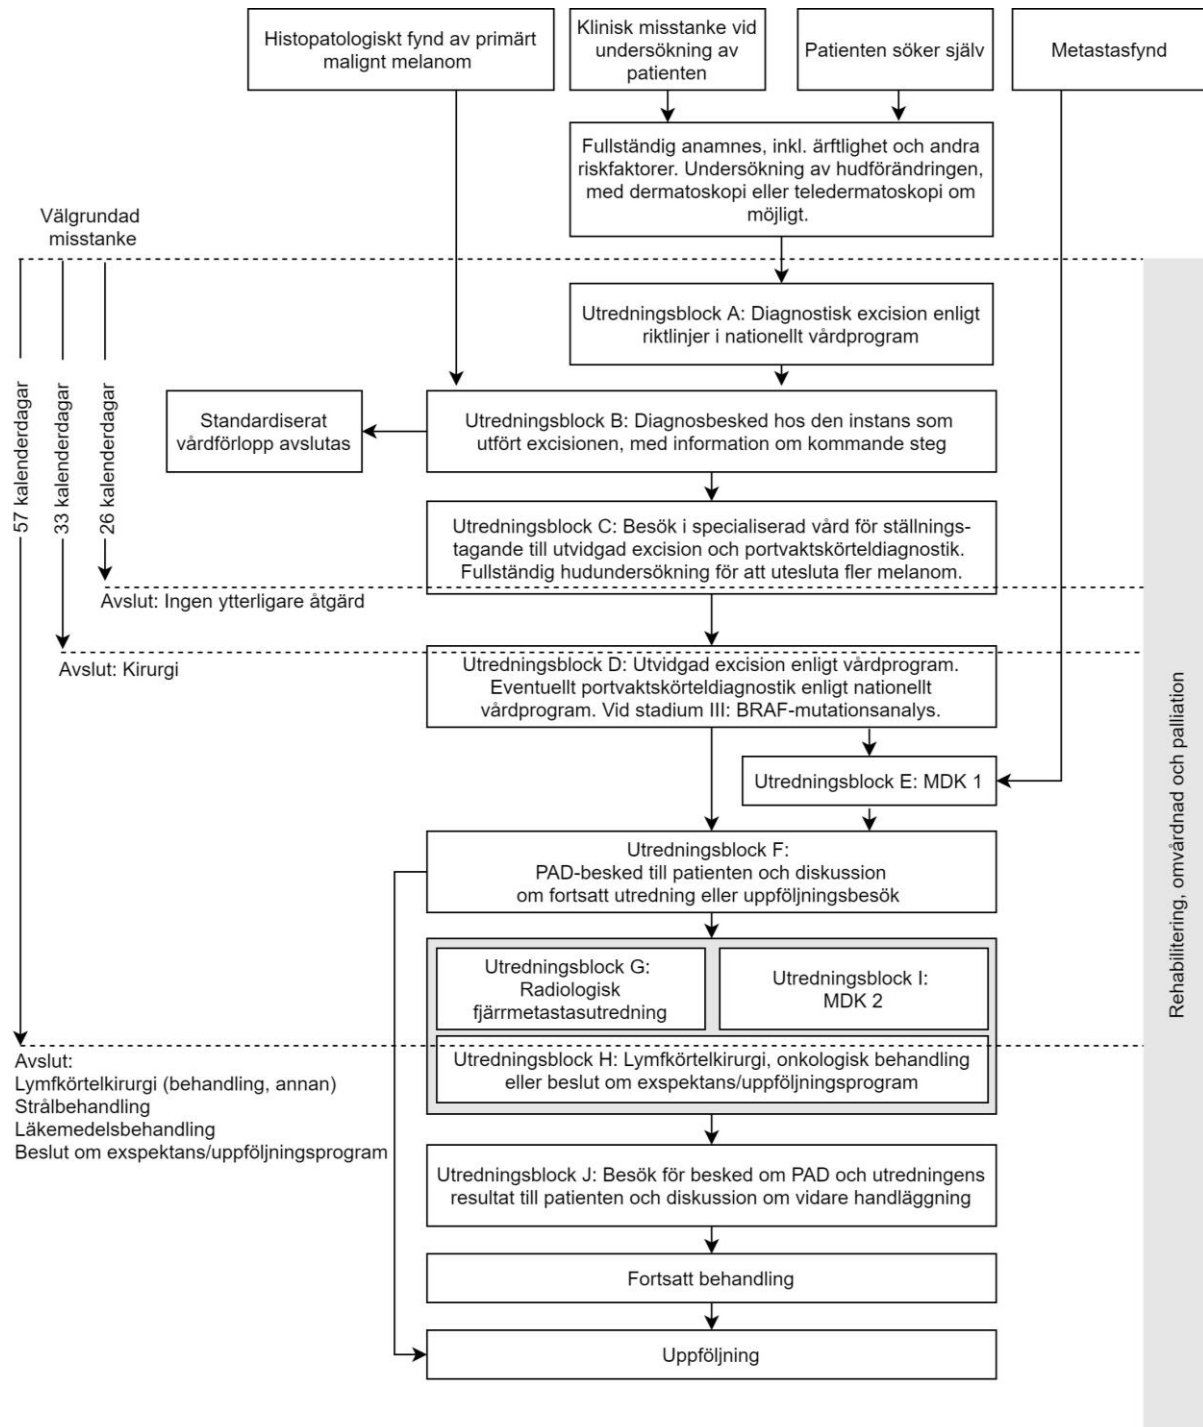 Histopatologiskt fynd av primärt
malignt melanom
Klinisk misstanke vid
undersökning av
patienten
Patienten söker själv
Metastasfynd
Fullständig anamnes, inkl. ärftlighet och andra
riskfaktorer. Undersökning av hudförändringen,
med dermatoskopi eller teledermatoskopi om
möjligt.
Välgrundad
misstanke
57 kalenderdagar
33 kalenderdagar
26 kalenderdagar
Utredningsblock A: Diagnostisk excision enligt
riktlinjer i nationellt vårdprogram
Standardiserat
vårdförlopp avslutas
Utredningsblock B: Diagnosbesked hos den instans som
utfört excisionen, med information om kommande steg
Utredningsblock C: Besök i specialiserad vård för ställnings-
tagande till utvidgad excision och portvaktskörteldiagnostik.
Fullständig hudundersökning för att utesluta fler melanom.
Avslut: Ingen ytterligare åtgärd
Avslut: Kirurgi
Utredningsblock D: Utvidgad excision enligt vårdprogram.
Eventuellt portvaktskörteldiagnostik enligt nationellt
vårdprogram. Vid stadium III: BRAF-mutationsanalys.
Utredningsblock E: MDK 1
Utredningsblock F:
PAD-besked till patienten och diskussion
om fortsatt utredning eller uppföljningsbesök
Utredningsblock G:
Radiologisk
fjärrmetastasutredning
Utredningsblock I:
MDK 2
Utredningsblock H: Lymfkörtelkirurgi, onkologisk behandling
eller beslut om exspektans/uppföljningsprogram
Avslut:
Lymfkörtelkirurgi (behandling, annan)
Strålbehandling
Läkemedelsbehandling
Beslut om exspektans/uppföljningsprogram
Utredningsblock J: Besök för besked om PAD och utredningens
resultat till patienten och diskussion om vidare handläggning
Fortsatt behandling
Uppföljning
Rehabilitering, omvårdnad och palliation